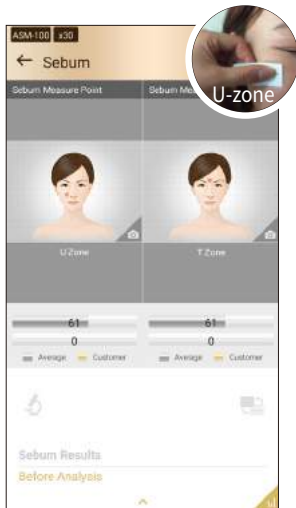 ASM-100 x30
← Sebum
U-zone
Sebum Measure Point
Sebum Me
U Zone
T Zone
61
0
Average Customer
61
0
Average Customer
Sebum Results
Before Analysis